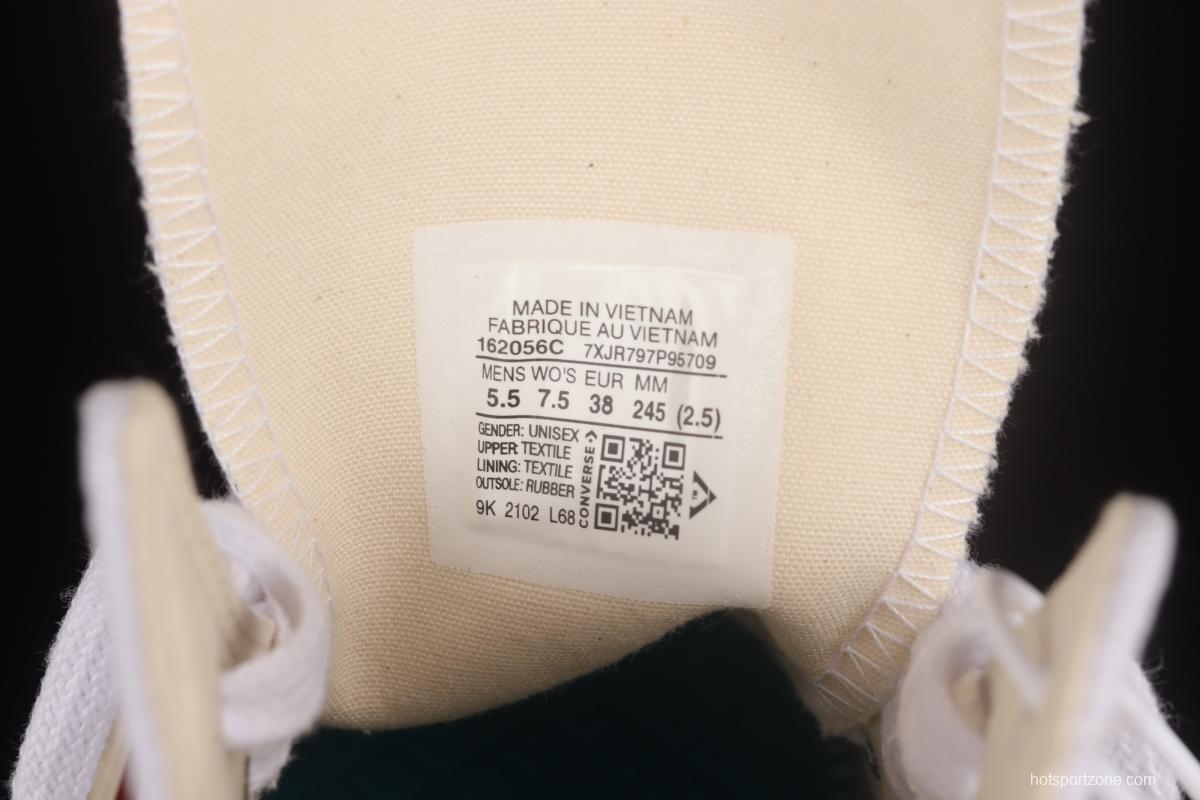 MADE IN VIETNAM
FABRIQUE AU VIETNAM
162056C 7XJR797P95709
MENS WO'S EUR MM
5.5 7.5 38 245 (2.5)
GENDER: UNISEX
UPPER: TEXTILE
LINING: TEXTILE
OUTSOLE: RUBBER
9K 2102 L68
CONVERSE
hotsportzone.com